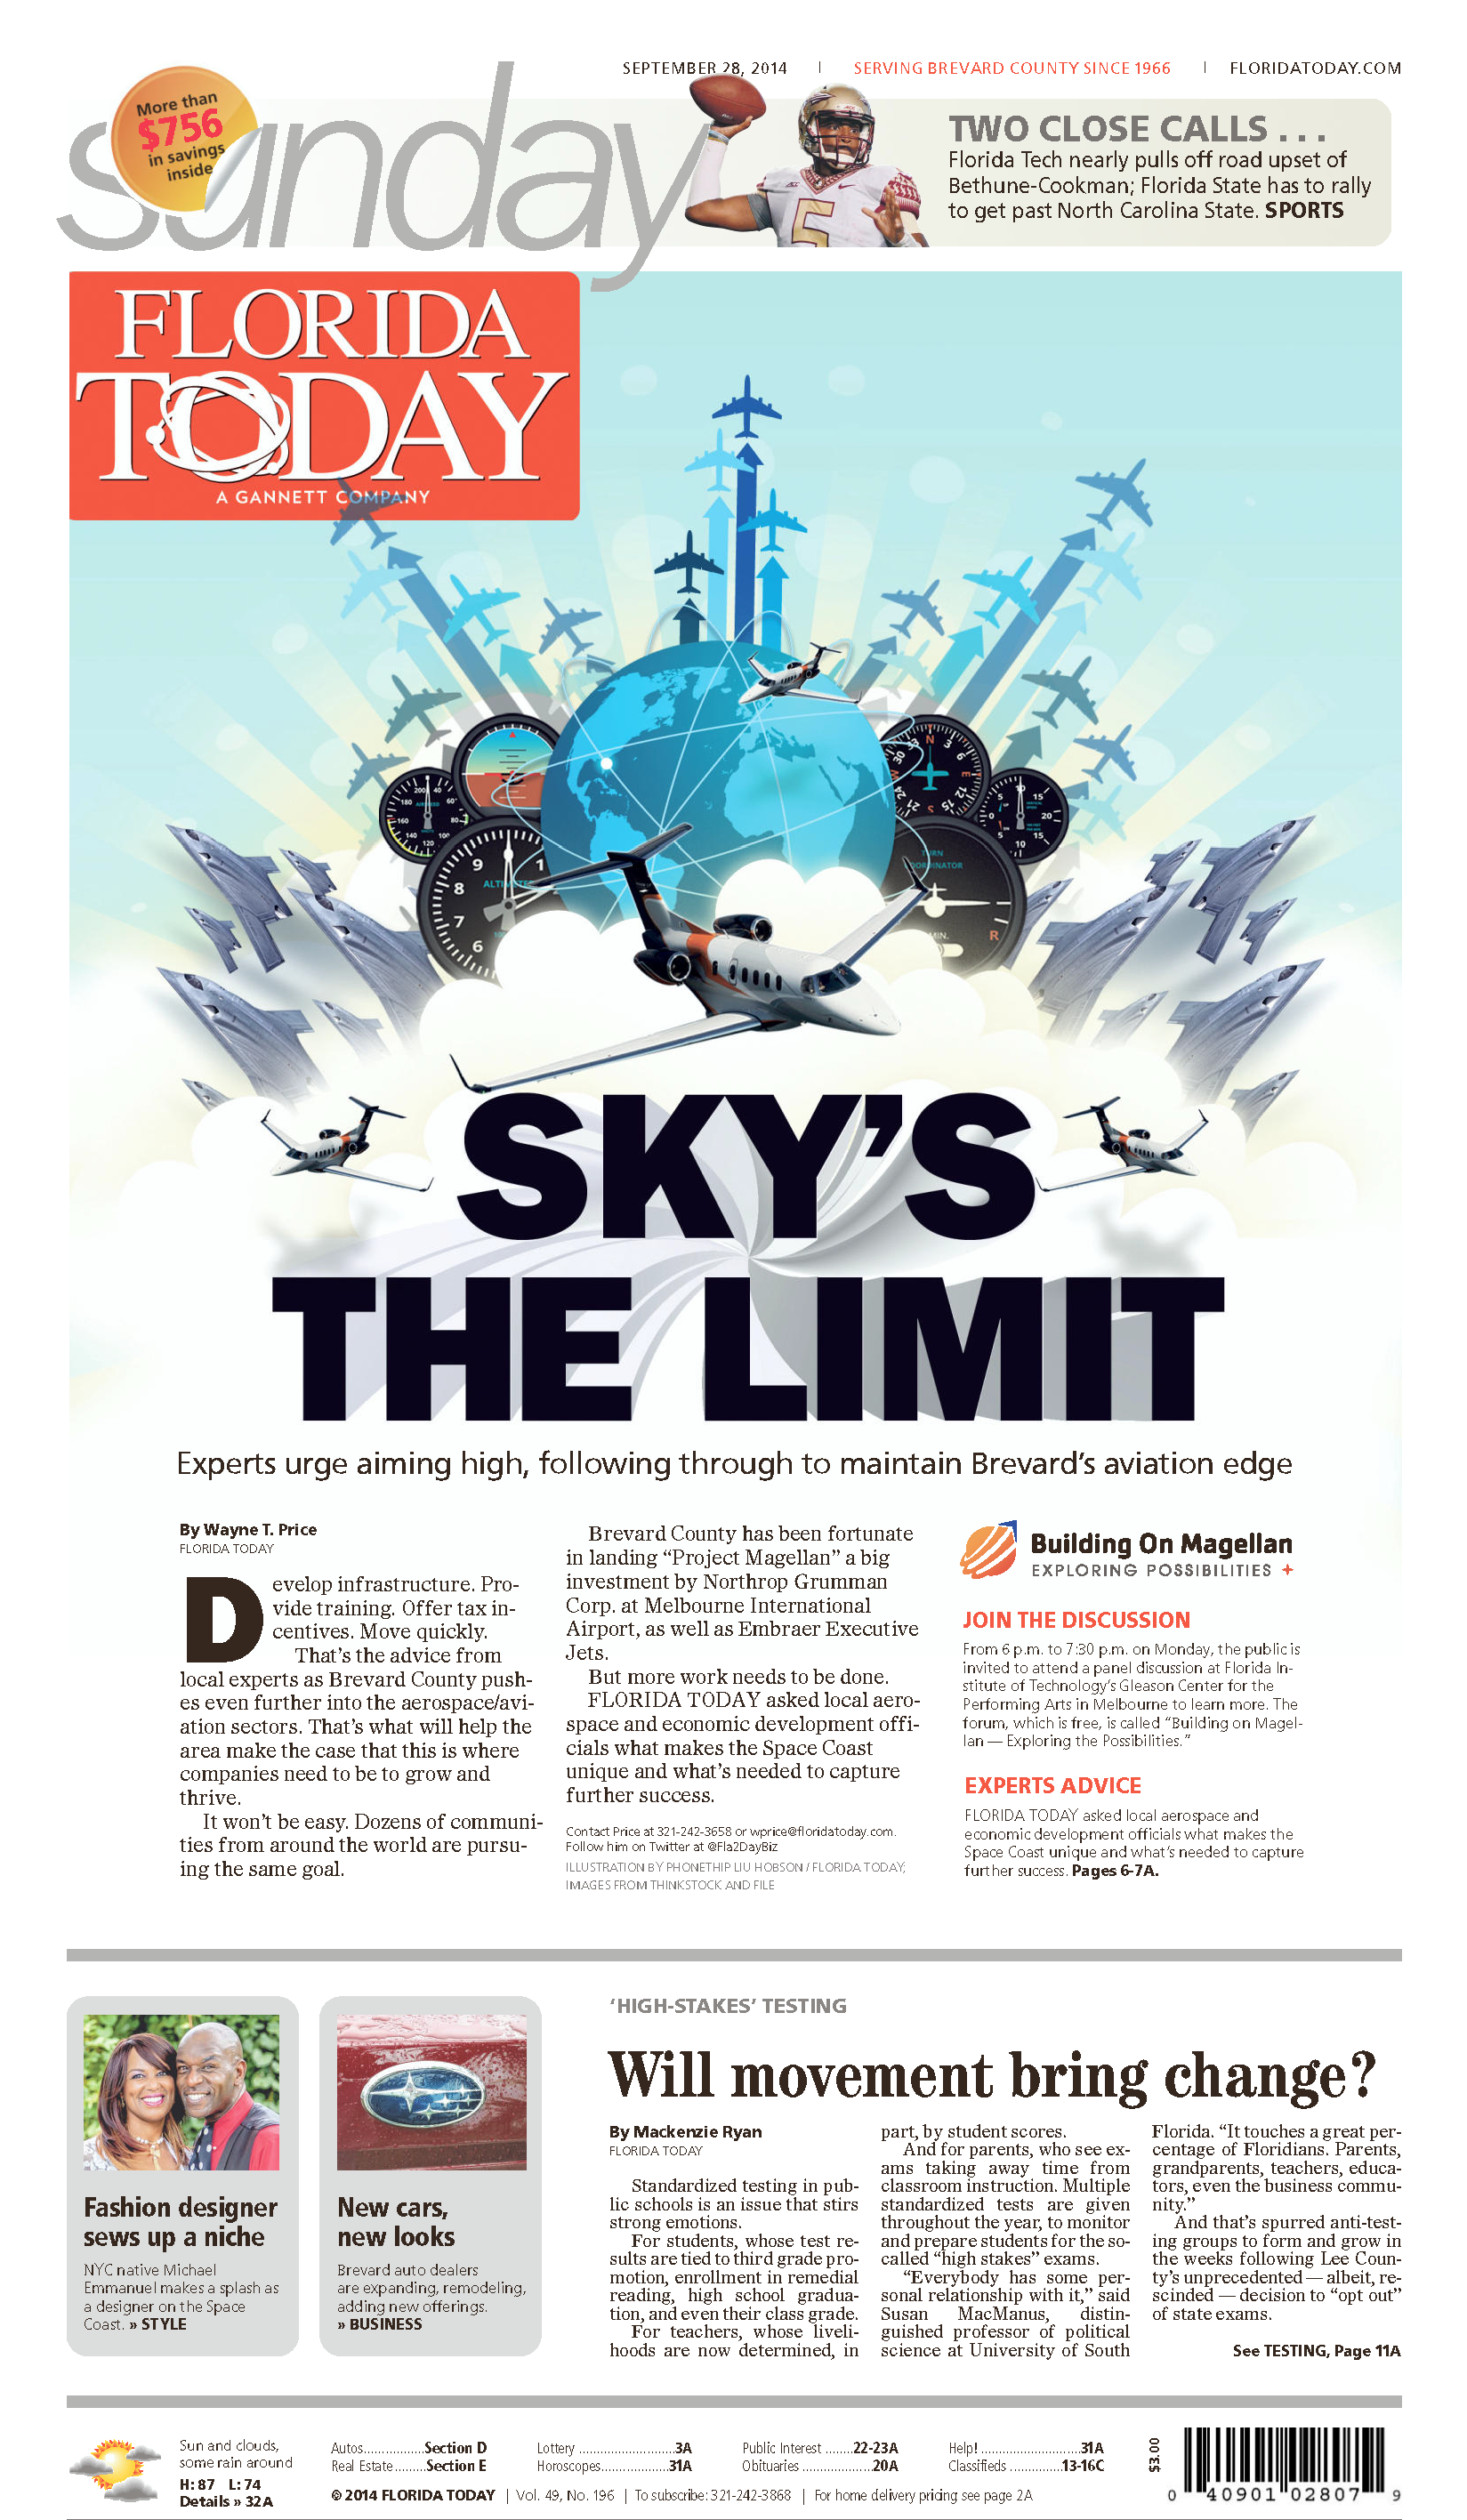 SEPTEMBER 28, 2014 | SERVING BREVARD COUNTY SINCE 1966 | FLORIDATODAY.COM
sunday
More than
$756
in savings
inside
TWO CLOSE CALLS . . .
Florida Tech nearly pulls off road upset of
Bethune-Cookman; Florida State has to rally
to get past North Carolina State. SPORTS
5
FLORIDA
TODAY
A GANNETT COMPANY
SKY'S
THE LIMIT
Experts urge aiming high, following through to maintain Brevard's aviation edge
By Wayne T. Price
FLORIDA TODAY
Develop infrastructure. Pro-
vide training. Offer tax in-
centives. Move quickly.
That's the advice from
local experts as Brevard County push-
es even further into the aerospace/avi-
ation sectors. That's what will help the
area make the case that this is where
companies need to be to grow and
thrive.
It won't be easy. Dozens of communi-
ties from around the world are pursu-
ing the same goal.
Brevard County has been fortunate
in landing “Project Magellan” a big
investment by Northrop Grumman
Corp. at Melbourne International
Airport, as well as Embraer Executive
Jets.
But more work needs to be done.
FLORIDA TODAY asked local aero-
space and economic development offi-
cials what makes the Space Coast
unique and what's needed to capture
further success.
Contact Price at 321-242-3658 or wprice@floridatoday.com.
Follow him on Twitter at @Fla2DayBiz
ILLUSTRATION BY PHONETHIP LIU HOBSON / FLORIDA TODAY,
IMAGES FROM THINKSTOCK AND FILE
Building On Magellan
EXPLORING POSSIBILITIES +
JOIN THE DISCUSSION
From 6 p.m. to 7:30 p.m. on Monday, the public is
invited to attend a panel discussion at Florida In-
stitute of Technology's Gleason Center for the
Performing Arts in Melbourne to learn more. The
forum, which is free, is called “Building on Magel-
lan — Exploring the Possibilities.”
EXPERTS ADVICE
FLORIDA TODAY asked local aerospace and
economic development officials what makes the
Space Coast unique and what's needed to capture
further success. Pages 6-7A.
Fashion designer
sews up a niche
NYC native Michael
Emmanuel makes a splash as
a designer on the Space
Coast. » STYLE
New cars,
new looks
Brevard auto dealers
are expanding, remodeling,
adding new offerings.
» BUSINESS
‘HIGH-STAKES’ TESTING
Will movement bring change?
By Mackenzie Ryan
FLORIDA TODAY
Standardized testing in pub-
lic schools is an issue that stirs
strong emotions.
For students, whose test re-
sults are tied to third grade pro-
motion, enrollment in remedial
reading, high school gradua-
tion, and even their class grade.
For teachers, whose liveli-
hoods are now determined, in
part, by student scores.
And for parents, who see ex-
ams taking away time from
classroom instruction. Multiple
standardized tests are given
throughout the year, to monitor
and prepare students for the so-
called “high stakes” exams.
“Everybody has some per-
sonal relationship with it,” said
Susan MacManus, distin-
guished professor of political
science at University of South
Florida. “It touches a great per-
centage of Floridians. Parents,
grandparents, teachers, educa-
tors, even the business commu-
nity.”
And that's spurred anti-test-
ing groups to form and grow in
the weeks following Lee Coun-
ty's unprecedented — albeit, re-
scinded — decision to “opt out”
of state exams.
See TESTING, Page 11A
Sun and clouds,
some rain around
H: 87 L: 74
Details » 32A
Autos.................Section D
Real Estate.........Section E
Lottery ...........................3A
Horoscopes...................31A
Public Interest ........22-23A
Obituaries ....................20A
Help!............................31A
Classifieds ...............13-16C
© 2014 FLORIDA TODAY | Vol. 49, No. 196 | To subscribe: 321-242-3868 | For home delivery pricing see page 2A
$3.00
0 40901 02807 9